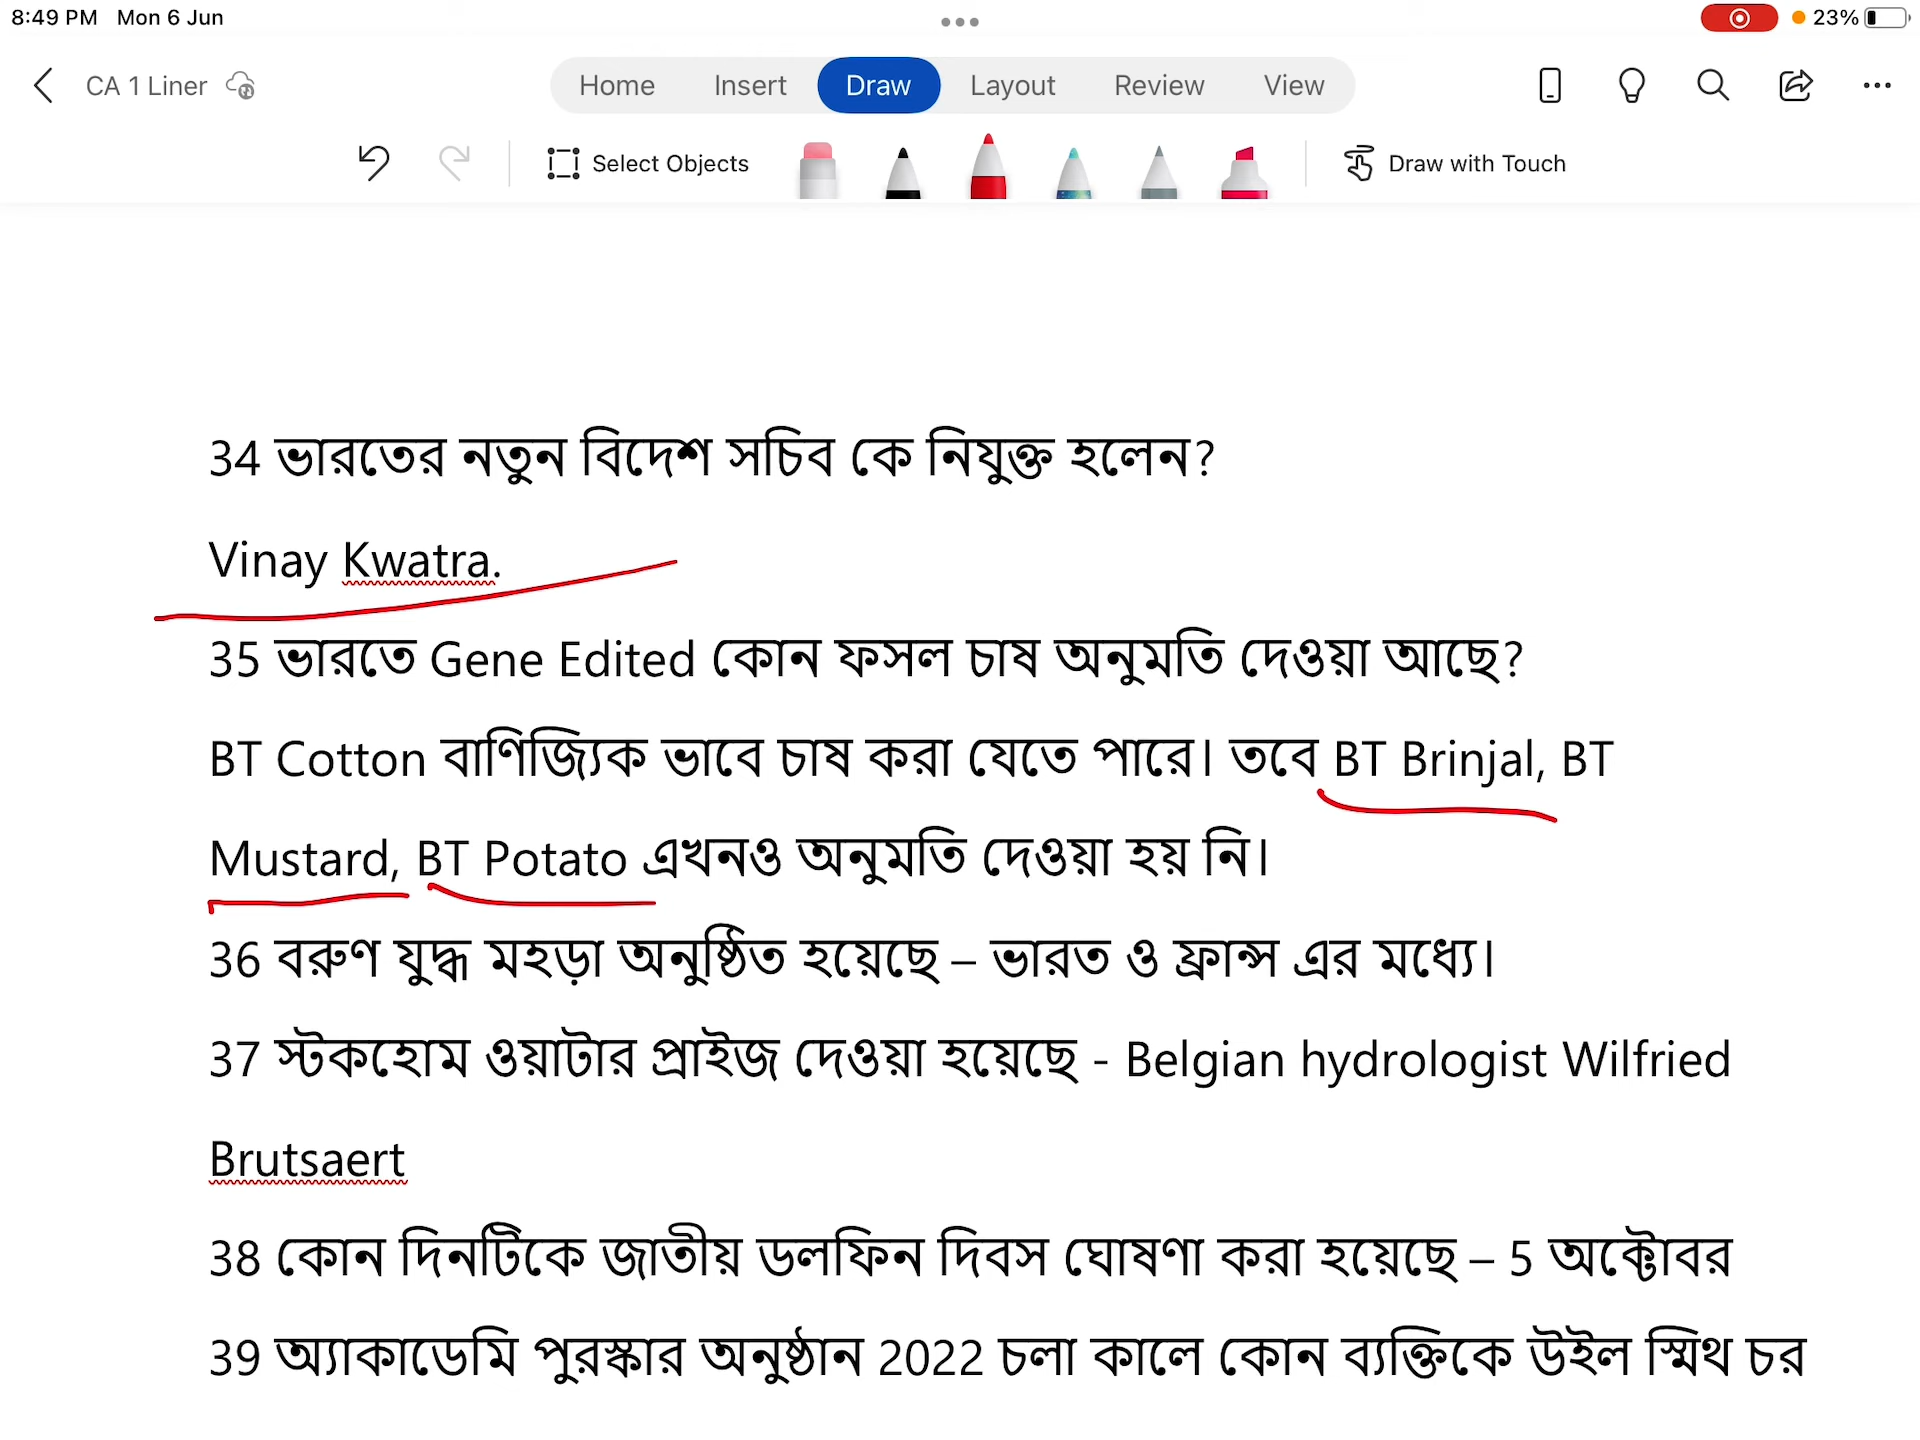 8:49 PM Mon 6 Jun
23%
CA 1 Liner
Home Insert Draw Layout Review View
Select Objects
Draw with Touch
34 ভারতের নতুন বিদেশ সচিব কে নিযুক্ত হলেন?
Vinay Kwatra.
35 ভারতে Gene Edited কোন ফসল চাষ অনুমতি দেওয়া আছে?
BT Cotton বাণিজ্যিক ভাবে চাষ করা যেতে পারে। তবে BT Brinjal, BT
Mustard, BT Potato এখনও অনুমতি দেওয়া হয় নি।
36 বরুণ যুদ্ধ মহড়া অনুষ্ঠিত হয়েছে – ভারত ও ফ্রান্স এর মধ্যে।
37 স্টকহোম ওয়াটার প্রাইজ দেওয়া হয়েছে - Belgian hydrologist Wilfried
Brutsaert
38 কোন দিনটিকে জাতীয় ডলফিন দিবস ঘোষণা করা হয়েছে – 5 অক্টোবর
39 অ্যাকাডেমি পুরস্কার অনুষ্ঠান 2022 চলা কালে কোন ব্যক্তিকে উইল স্মিথ চর